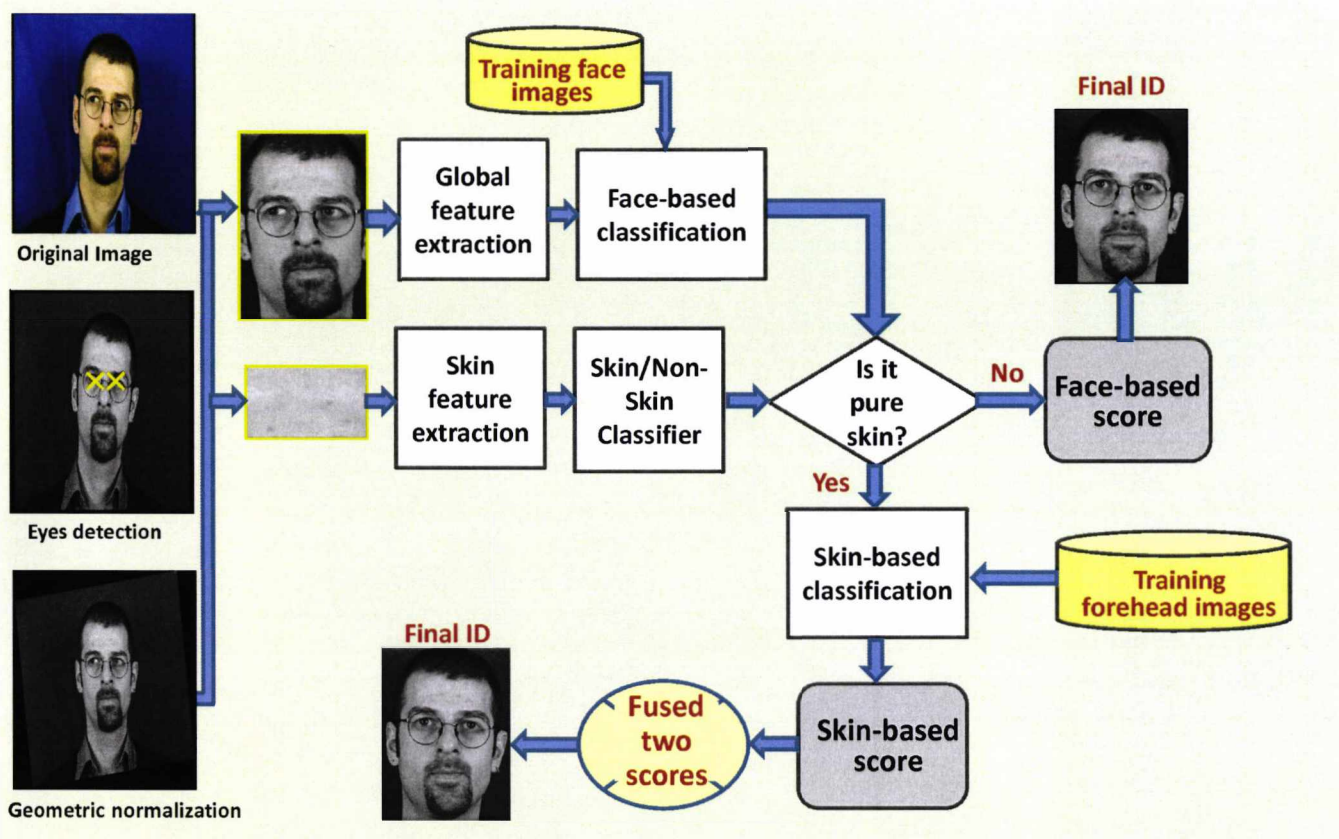 Original Image
Eyes detection
Geometric normalization
Training face
images
Global
feature
extraction
Face-based
classification
Skin
feature
extraction
Skin/Non-
Skin
Classifier
Is it
pure
skin?
No
Face-based
score
Final ID
Yes
Skin-based
classification
Training
forehead images
Skin-based
score
Fused
two
scores
Final ID